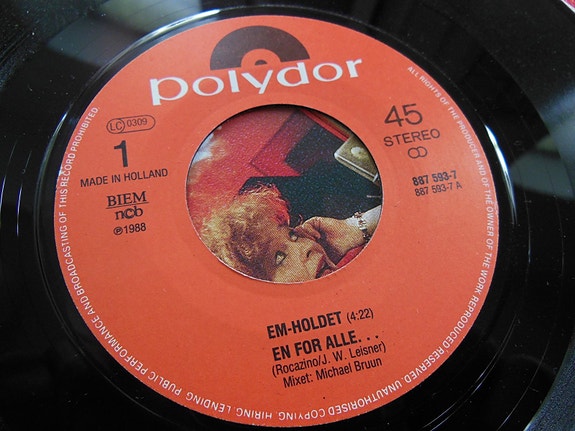 polydor
LC 0309
1
MADE IN HOLLAND
BIEM
ncb
℗ 1988
45
STEREO
887 593-7
887 593-7 A
EM-HOLDET (4:22)
EN FOR ALLE. . .
(Rocazino/J. W. Leisner)
Mixet: Michael Bruun
ALL RIGHTS OF THE PRODUCER AND OF THE OWNER OF THE WORK REPRODUCED RESERVED. UNAUTHORISED COPYING, HIRING, LENDING, PUBLIC PERFORMANCE AND BROADCASTING OF THIS RECORD PROHIBITED